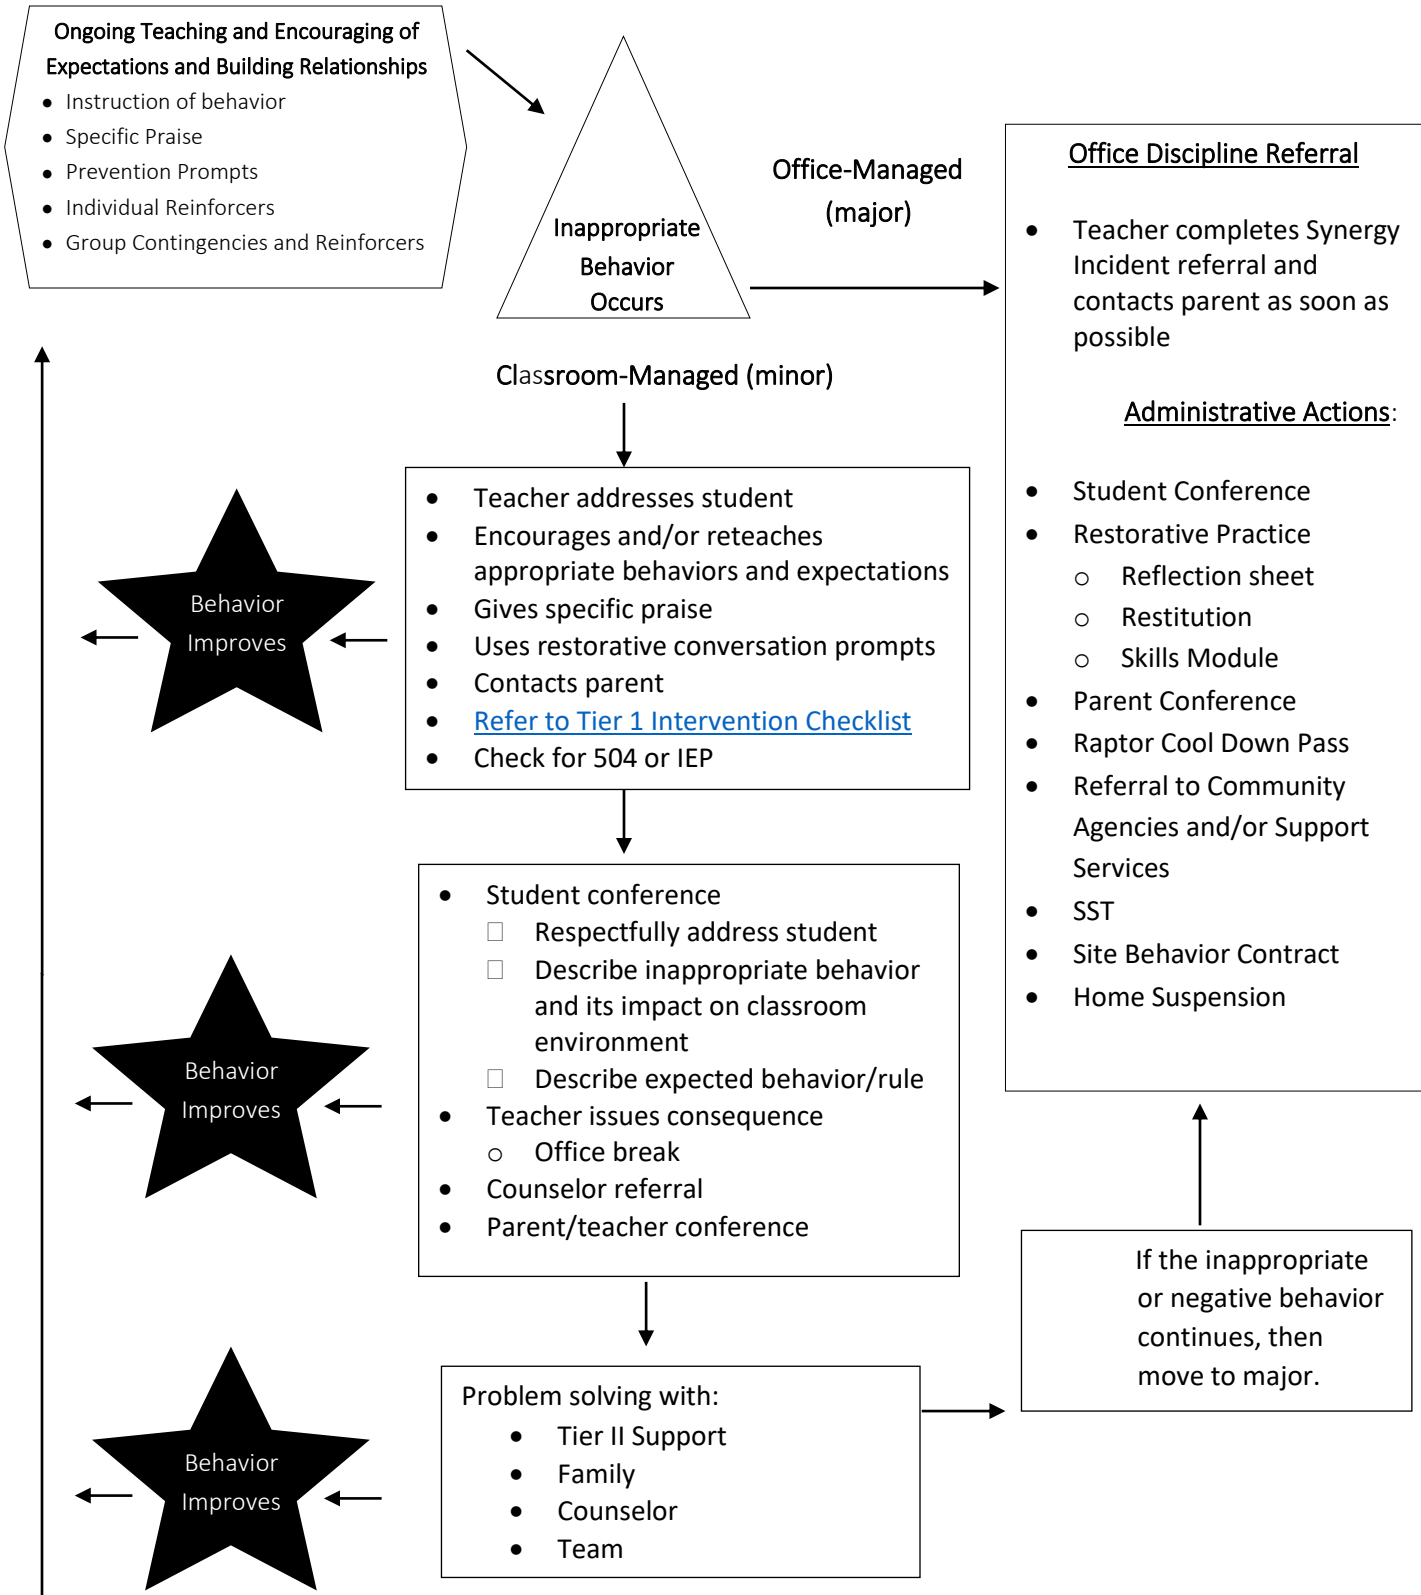 Ongoing Teaching and Encouraging of
Expectations and Building Relationships
• Instruction of behavior
• Specific Praise
• Prevention Prompts
• Individual Reinforcers
• Group Contingencies and Reinforcers
Inappropriate
Behavior
Occurs
Office-Managed
(major)
Classroom-Managed (minor)
Office Discipline Referral
• Teacher completes Synergy
Incident referral and
contacts parent as soon as
possible
Administrative Actions:
• Student Conference
• Restorative Practice
o Reflection sheet
o Restitution
o Skills Module
• Parent Conference
• Raptor Cool Down Pass
• Referral to Community
Agencies and/or Support
Services
• SST
• Site Behavior Contract
• Home Suspension
• Teacher addresses student
• Encourages and/or reteaches
appropriate behaviors and expectations
• Gives specific praise
• Uses restorative conversation prompts
• Contacts parent
• Refer to Tier 1 Intervention Checklist
• Check for 504 or IEP
Behavior
Improves
• Student conference
□ Respectfully address student
□ Describe inappropriate behavior
and its impact on classroom
environment
□ Describe expected behavior/rule
• Teacher issues consequence
o Office break
• Counselor referral
• Parent/teacher conference
Behavior
Improves
If the inappropriate
or negative behavior
continues, then
move to major.
Problem solving with:
• Tier II Support
• Family
• Counselor
• Team
Behavior
Improves